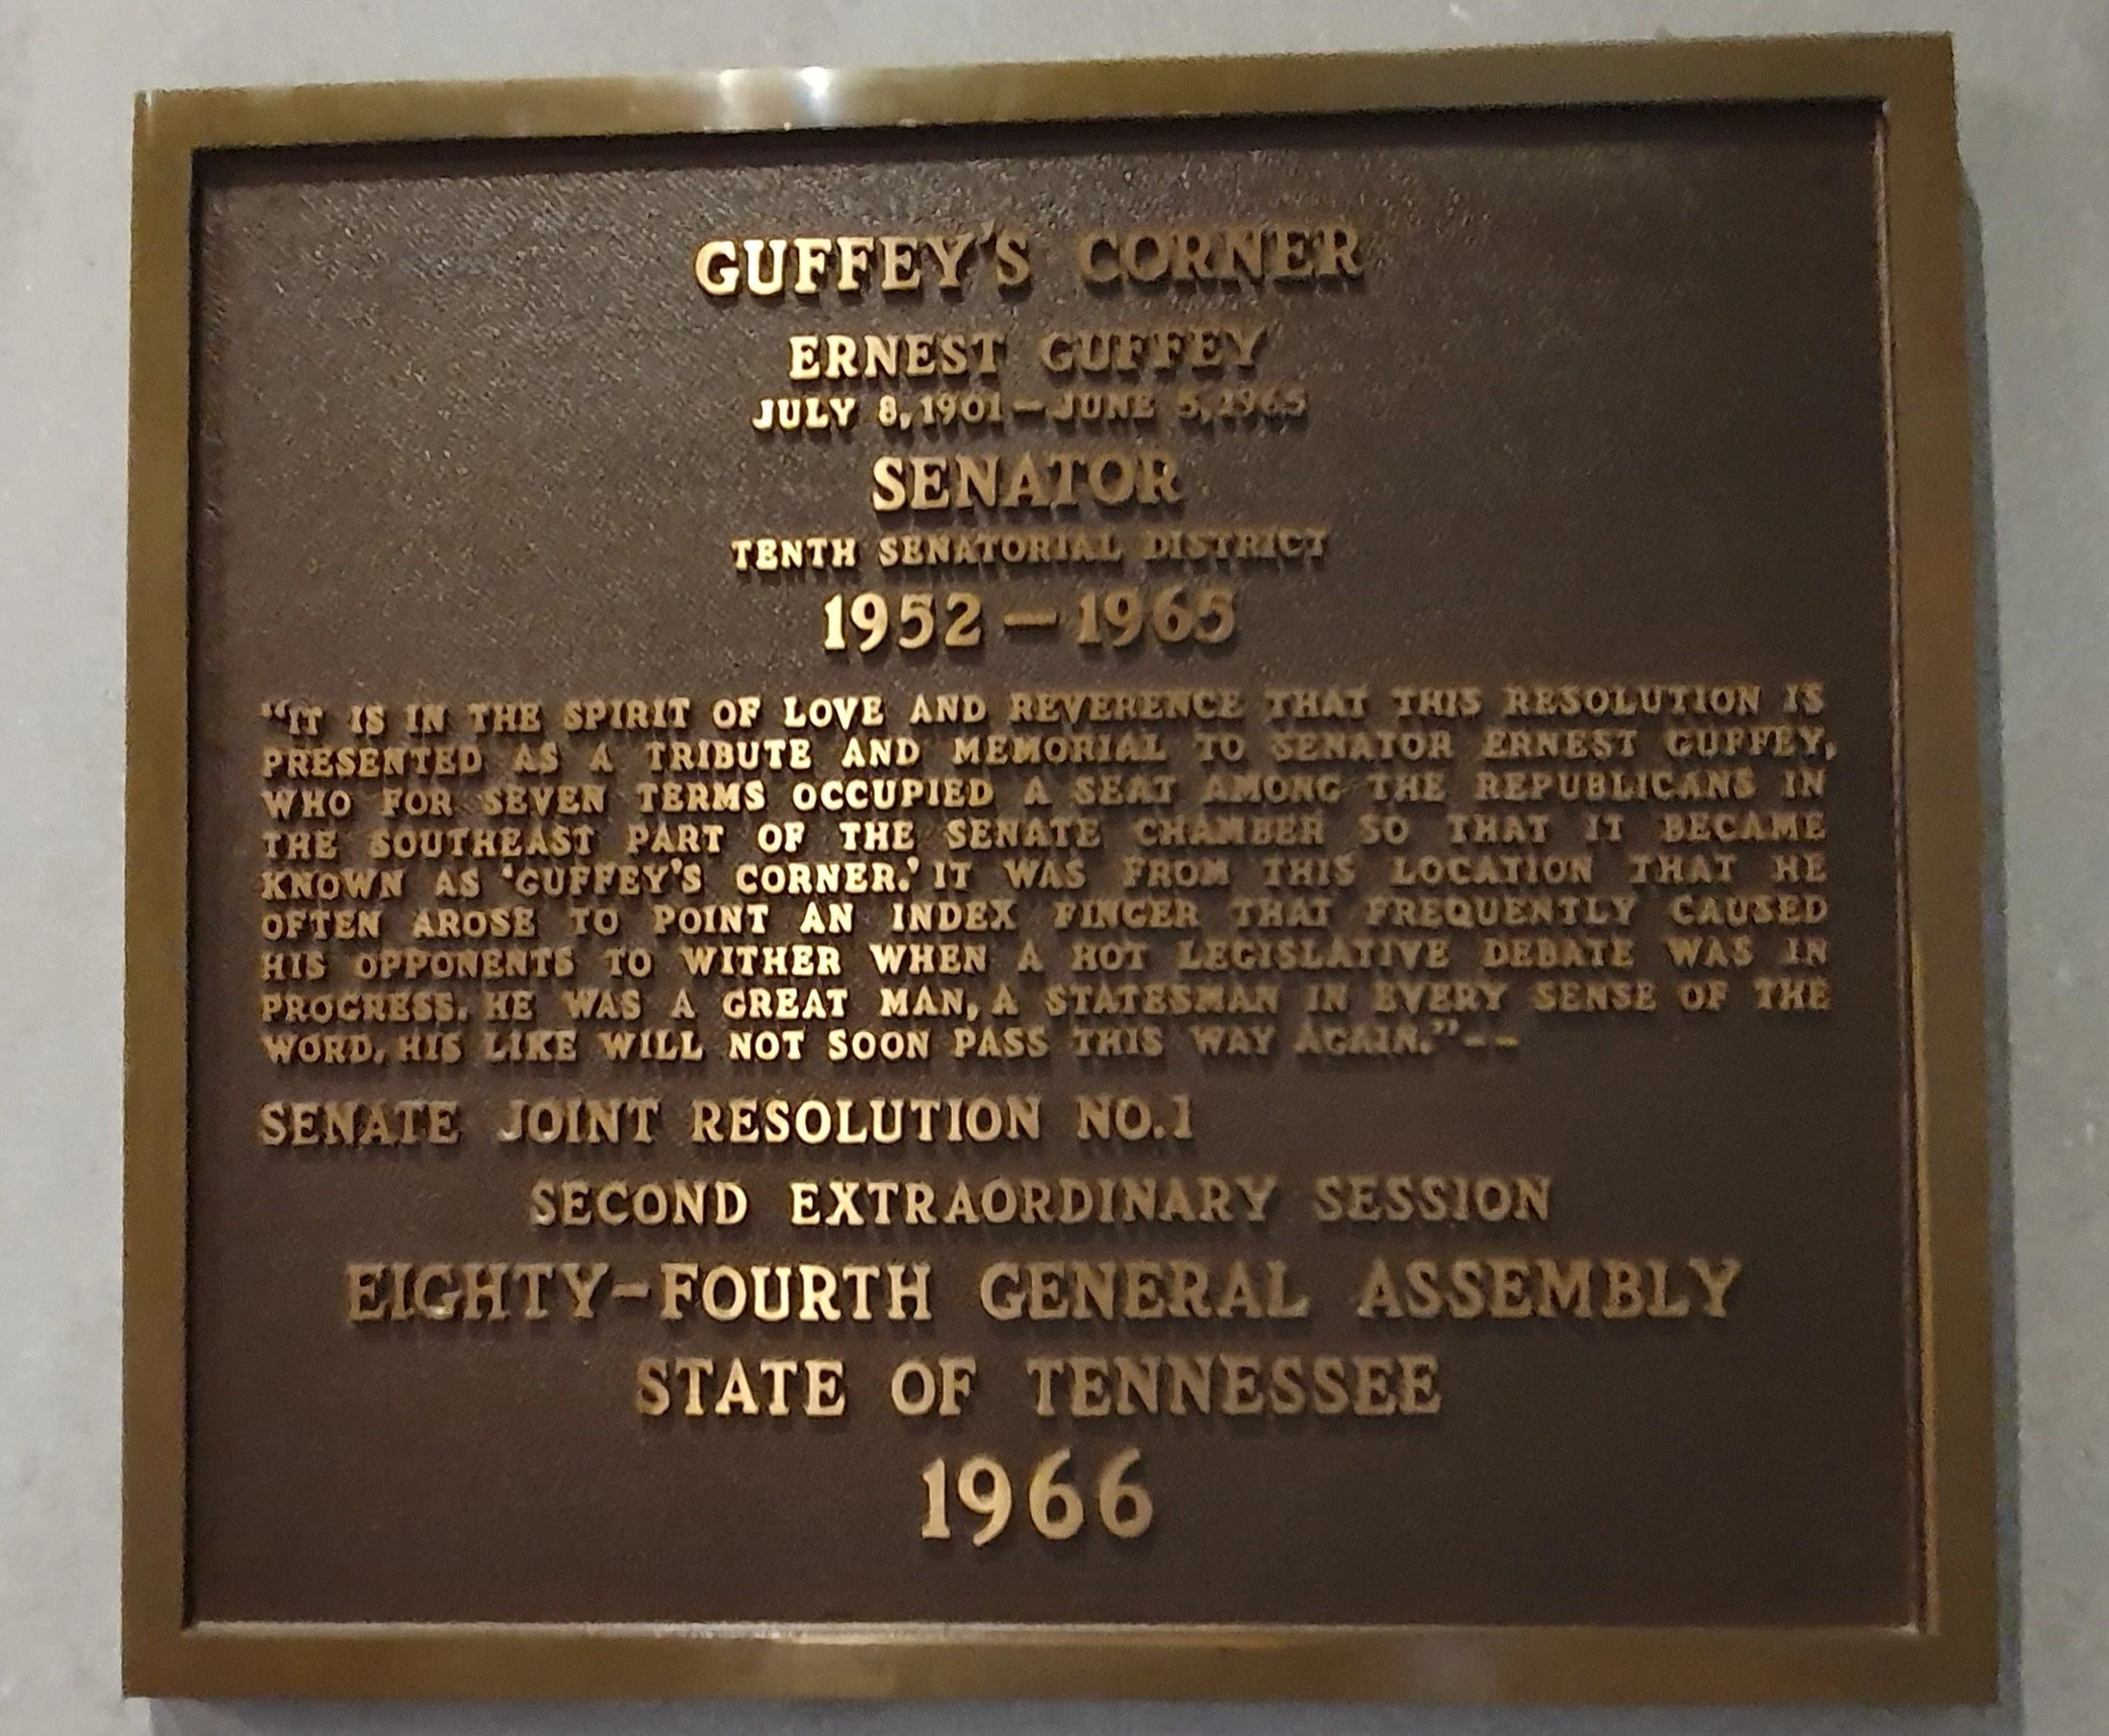 GUFFEY'S CORNER
ERNEST GUFFEY
JULY 8, 1901 — JUNE 5, 1965
SENATOR
TENTH SENATORIAL DISTRICT
1952 — 1965
"IT IS IN THE SPIRIT OF LOVE AND REVERENCE THAT THIS RESOLUTION IS
PRESENTED AS A TRIBUTE AND MEMORIAL TO SENATOR ERNEST GUFFEY,
WHO FOR SEVEN TERMS OCCUPIED A SEAT AMONG THE REPUBLICANS IN
THE SOUTHEAST PART OF THE SENATE CHAMBER SO THAT IT BECAME
KNOWN AS 'GUFFEY'S CORNER.' IT WAS FROM THIS LOCATION THAT HE
OFTEN AROSE TO POINT AN INDEX FINGER THAT FREQUENTLY CAUSED
HIS OPPONENTS TO WITHER WHEN A HOT LEGISLATIVE DEBATE WAS IN
PROGRESS. HE WAS A GREAT MAN, A STATESMAN IN EVERY SENSE OF THE
WORD. HIS LIKE WILL NOT SOON PASS THIS WAY AGAIN."--
SENATE JOINT RESOLUTION NO. 1
SECOND EXTRAORDINARY SESSION
EIGHTY-FOURTH GENERAL ASSEMBLY
STATE OF TENNESSEE
1966